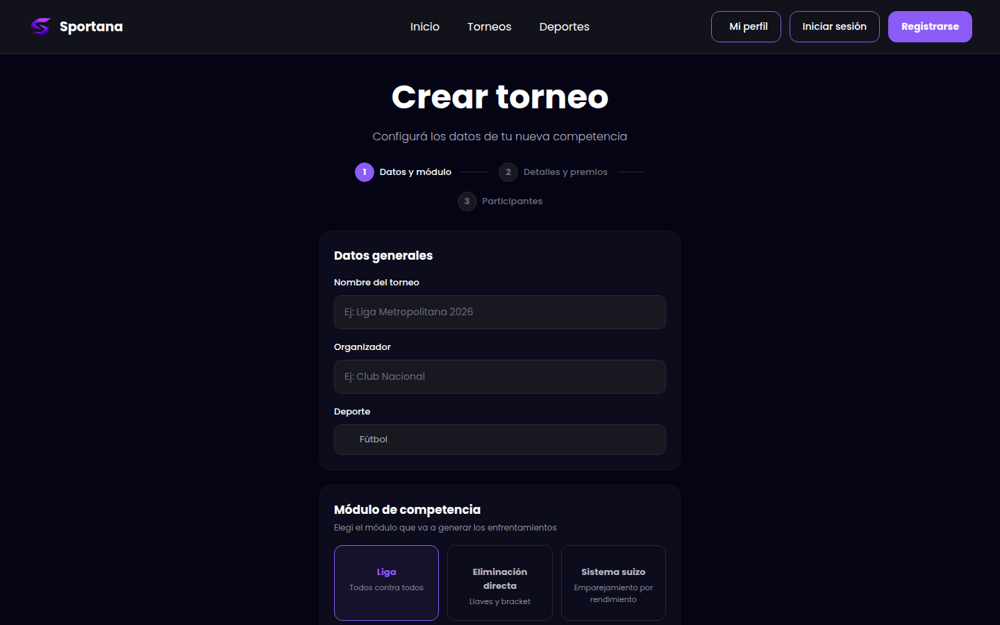 Sportana
Inicio
Torneos
Deportes
Mi perfil
Iniciar sesión
Registrarse
Crear torneo
Configurá los datos de tu nueva competencia
1 Datos y módulo
2 Detalles y premios
3 Participantes
Datos generales
Nombre del torneo
Ej: Liga Metropolitana 2026
Organizador
Ej: Club Nacional
Deporte
Fútbol
Módulo de competencia
Elegí el módulo que va a generar los enfrentamientos
Liga
Todos contra todos
Eliminación
directa
Llaves y bracket
Sistema suizo
Emparejamiento por
rendimiento